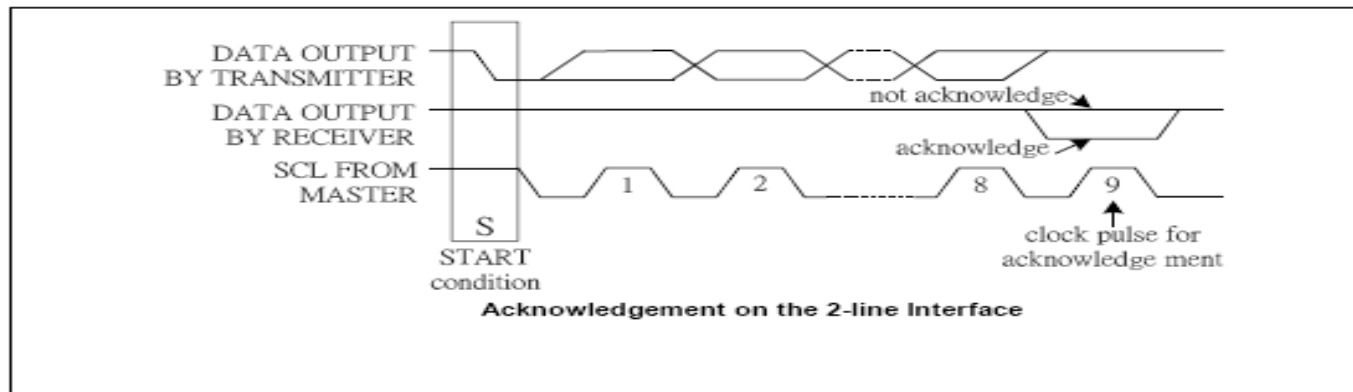 DATA OUTPUT
BY TRANSMITTER
not acknowledge
DATA OUTPUT
BY RECEIVER
acknowledge
SCL FROM
MASTER
1
2
8
9
S
START
condition
clock pulse for
acknowledge ment
Acknowledgement on the 2-line Interface